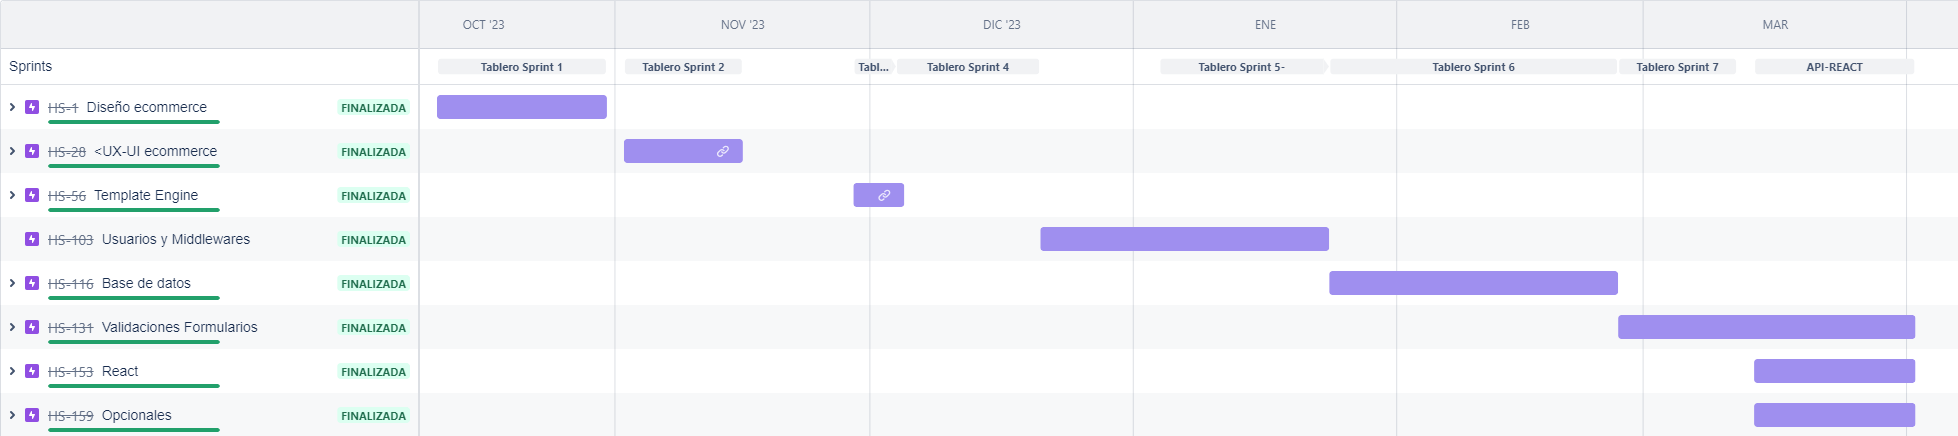 OCT '23 NOV '23 DIC '23 ENE FEB MAR
Sprints Tablero Sprint 1 Tablero Sprint 2 Tabl... Tablero Sprint 4 Tablero Sprint 5- Tablero Sprint 6 Tablero Sprint 7 API-REACT
HS-1 Diseño ecommerce FINALIZADA
HS-28 <UX-UI ecommerce FINALIZADA
HS-56 Template Engine FINALIZADA
HS-103 Usuarios y Middlewares FINALIZADA
HS-116 Base de datos FINALIZADA
HS-131 Validaciones Formularios FINALIZADA
HS-153 React FINALIZADA
HS-159 Opcionales FINALIZADA